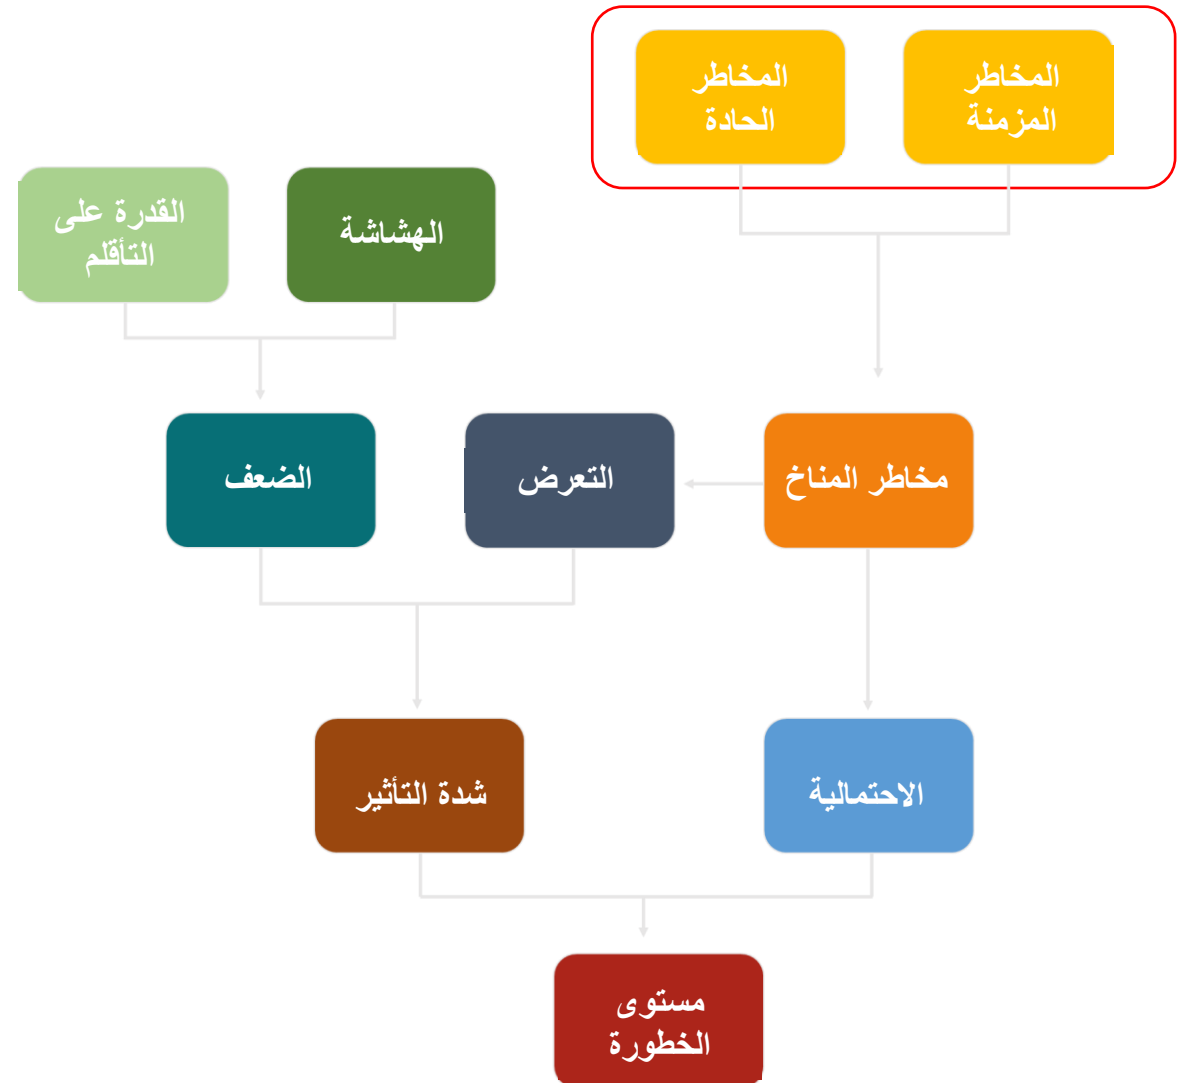 المخاطر
المزمنة
المخاطر
الحادة
الهشاشة
القدرة على
التأقلم
مخاطر المناخ
التعرض
الضعف
الاحتمالية
شدة التأثير
مستوى
الخطورة